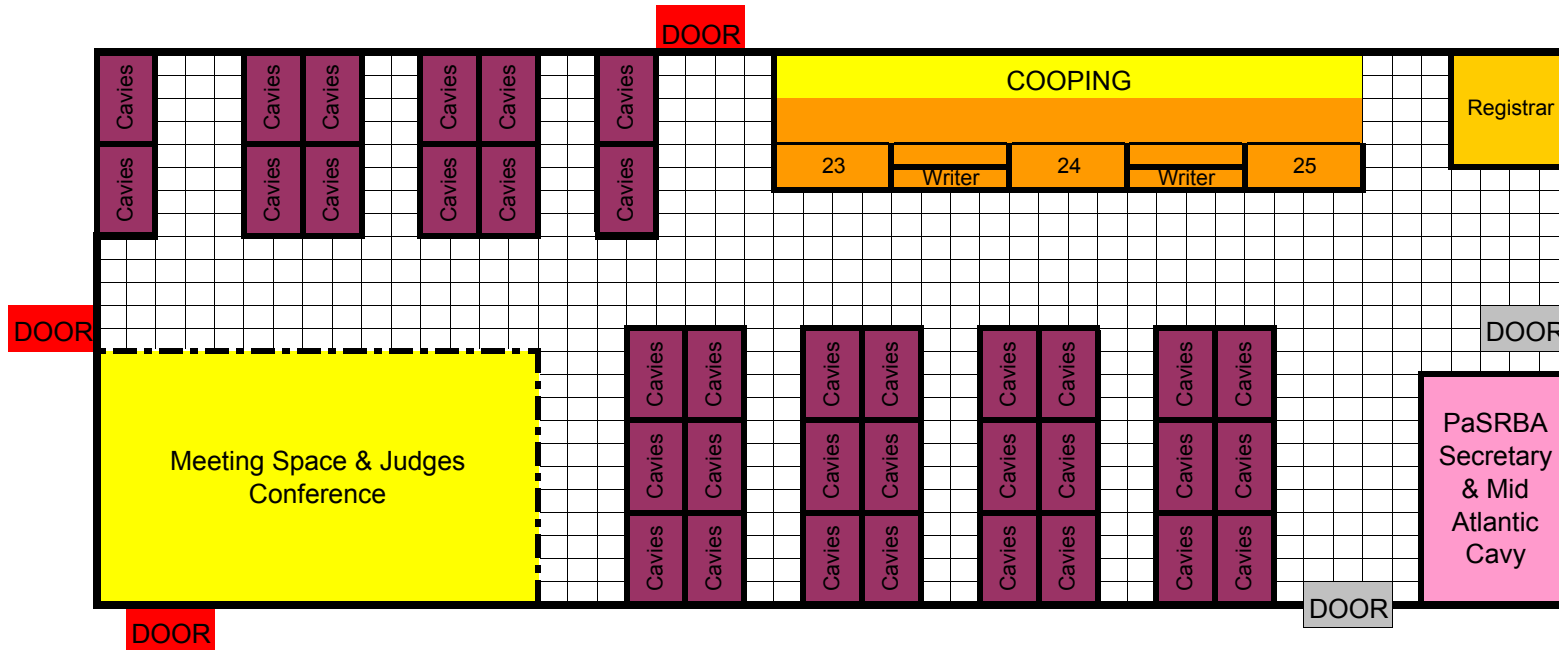 DOOR
Cavies Cavies Cavies Cavies Cavies Cavies
COOPING
Registrar
Cavies Cavies Cavies Cavies Cavies Cavies
23 Writer 24 Writer 25
DOOR
DOOR
Cavies Cavies Cavies Cavies Cavies Cavies Cavies Cavies
Meeting Space & Judges
Conference
Cavies Cavies Cavies Cavies Cavies Cavies Cavies Cavies
Cavies Cavies Cavies Cavies Cavies Cavies Cavies Cavies
PaSRBA
Secretary
& Mid
Atlantic
Cavy
DOOR
DOOR